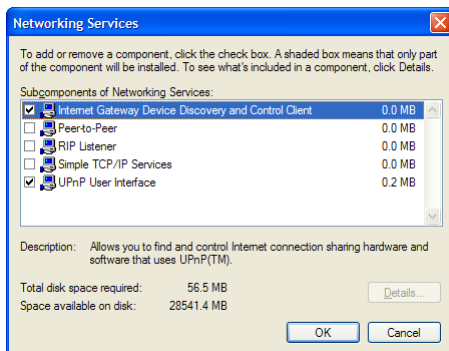 Networking Services
To add or remove a component, click the check box. A shaded box means that only part
of the component will be installed. To see what's included in a component, click Details.
Subcomponents of Networking Services:
Internet Gateway Device Discovery and Control Client 0.0 MB
Peer-to-Peer 0.0 MB
RIP Listener 0.0 MB
Simple TCP/IP Services 0.0 MB
UPnP User Interface 0.2 MB
Description: Allows you to find and control Internet connection sharing hardware and
software that uses UPnP(TM).
Total disk space required: 56.5 MB
Space available on disk: 28541.4 MB
Details...
OK Cancel